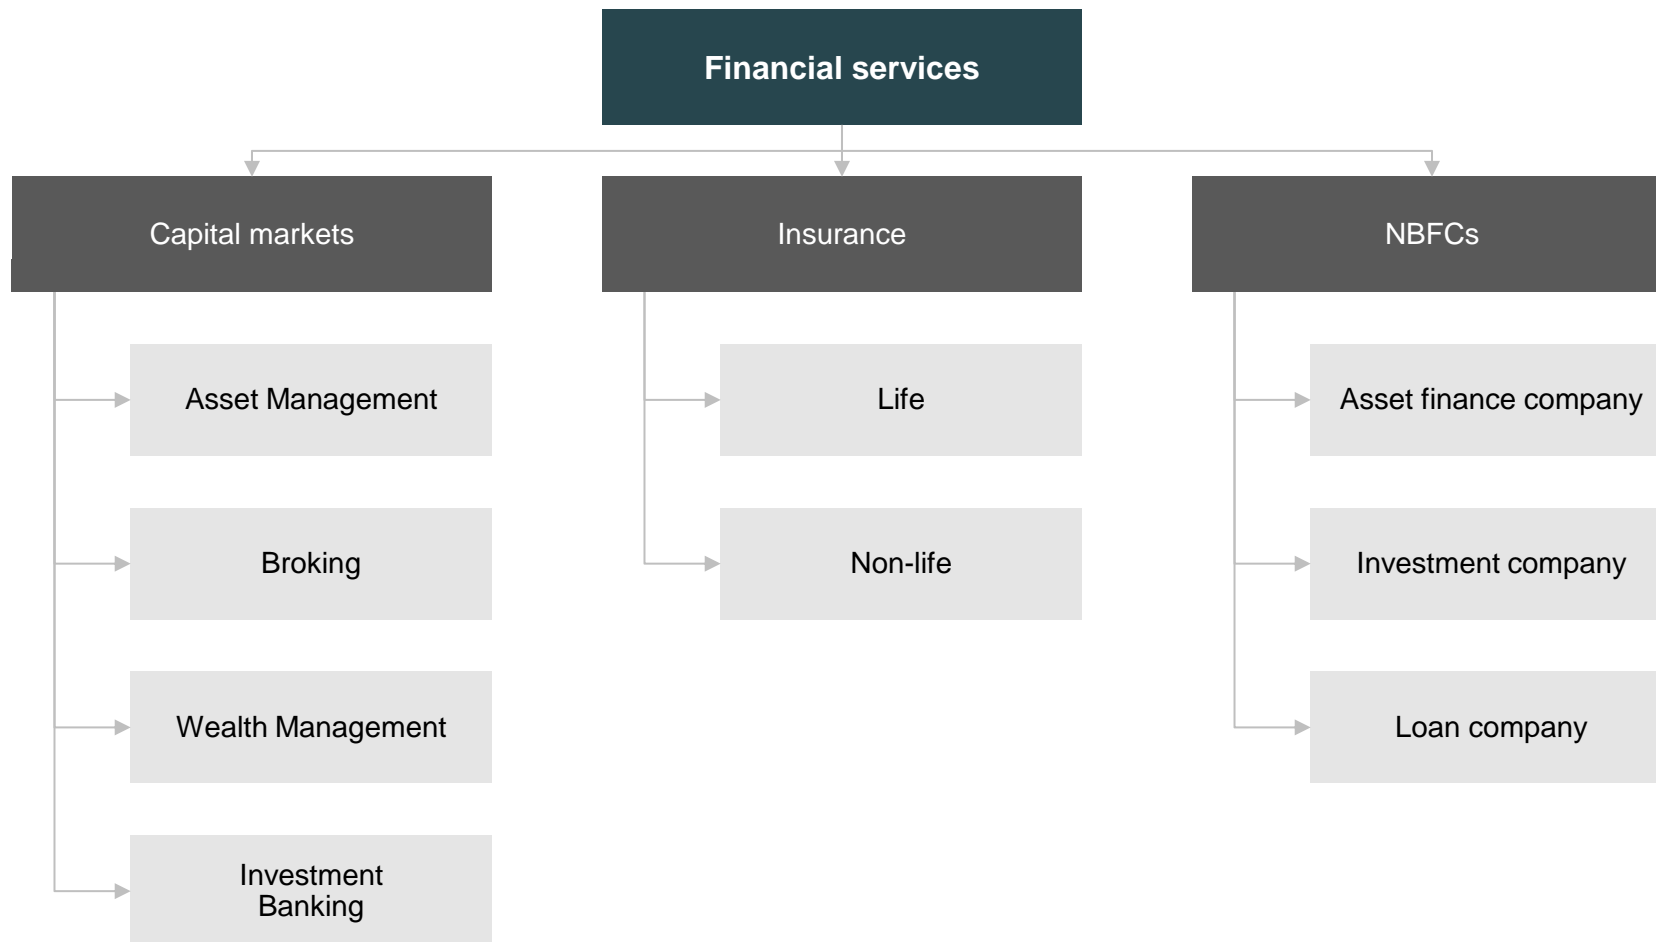 Financial services
Capital markets
Insurance
NBFCs
Asset Management
Life
Asset finance company
Broking
Non-life
Investment company
Wealth Management
Loan company
Investment
Banking